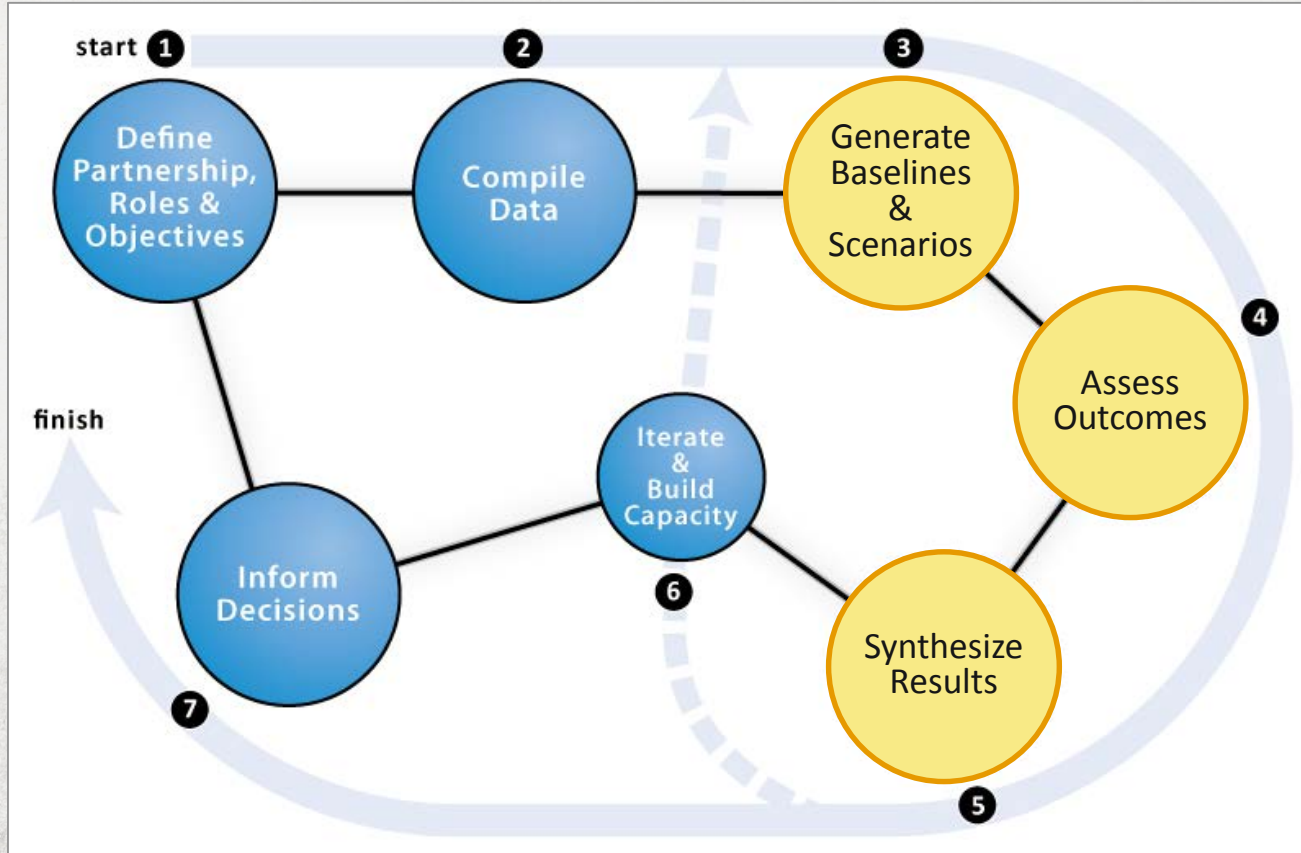 start 1
2
3
Define
Partnership,
Roles &
Objectives
Compile
Data
Generate
Baselines
&
Scenarios
4
Assess
Outcomes
finish
Iterate
&
Build
Capacity
6
Inform
Decisions
7
Synthesize
Results
5